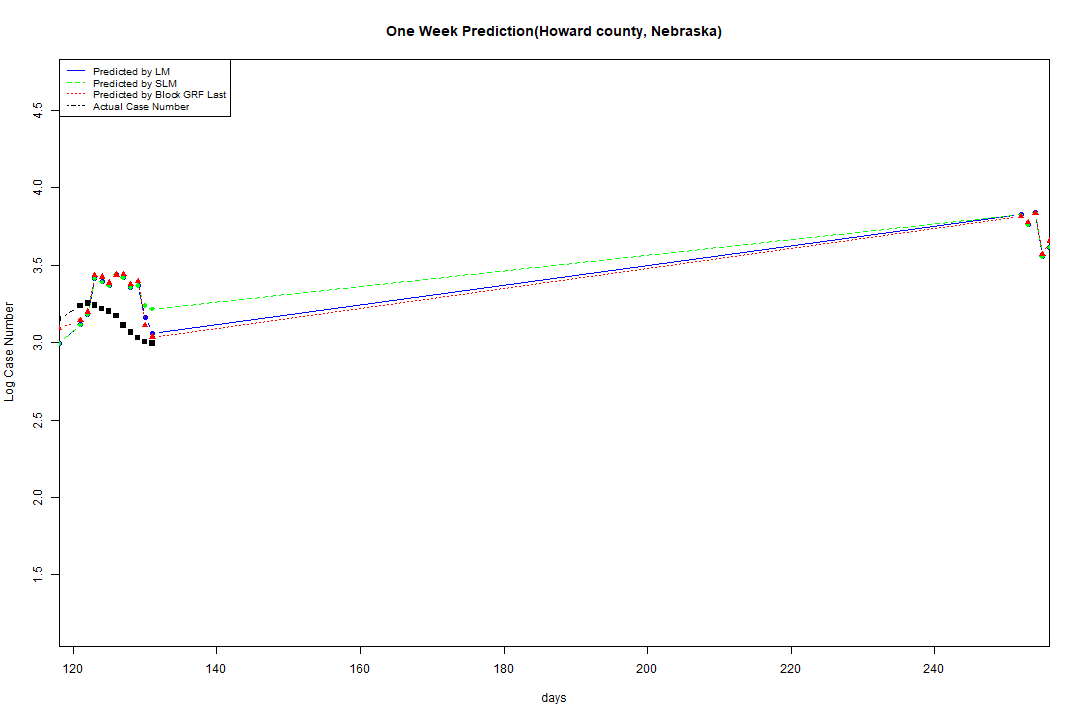 One Week Prediction(Howard county, Nebraska)
Predicted by LM
Predicted by SLM
Predicted by Block GRF Last
Actual Case Number
4.5
4.0
3.5
3.0
2.5
2.0
1.5
Log Case Number
120 140 160 180 200 220 240
days